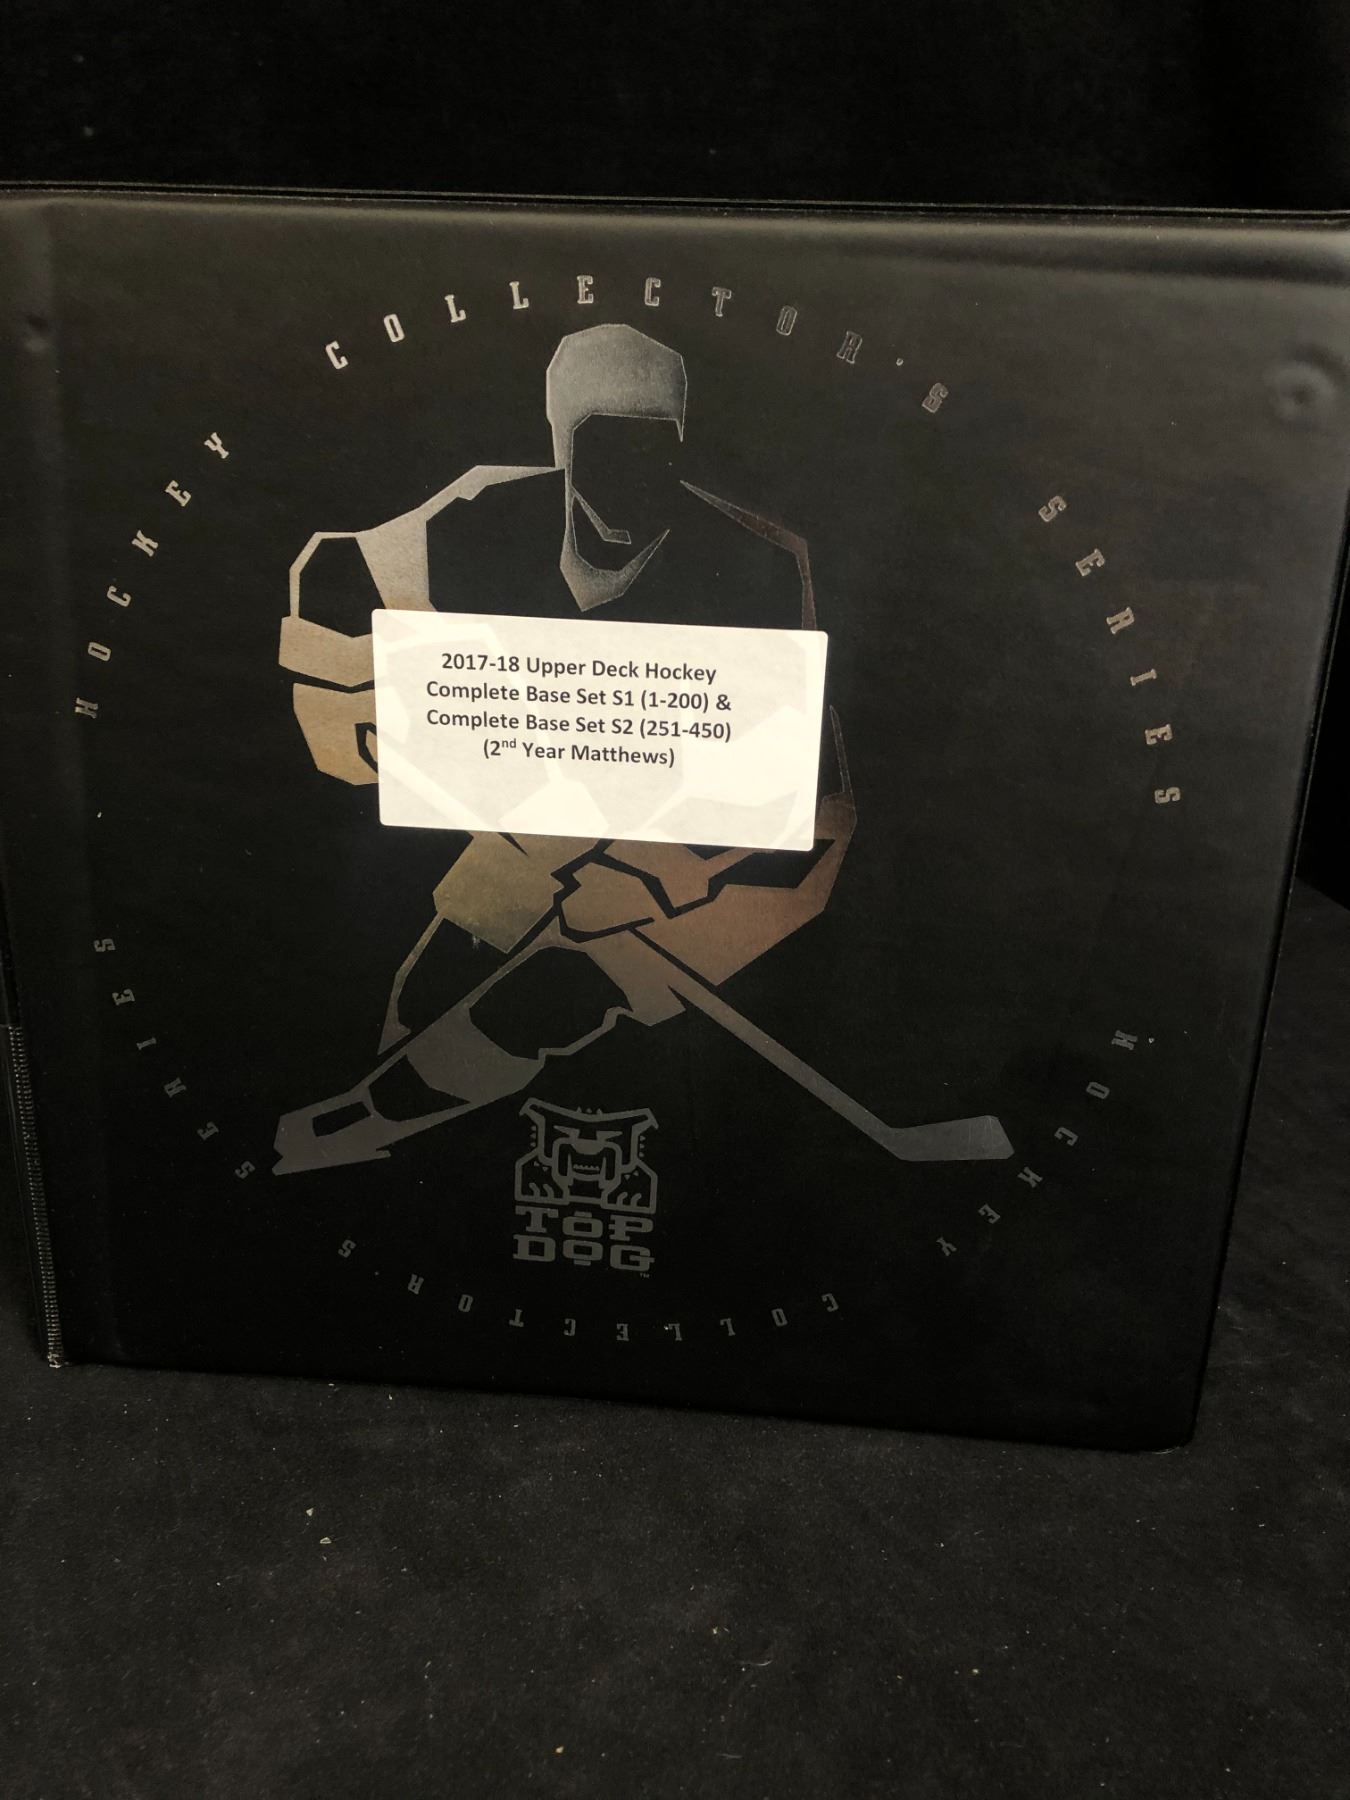 HOCKEY COLLECTOR'S SERIES
2017-18 Upper Deck Hockey
Complete Base Set S1 (1-200) &
Complete Base Set S2 (251-450)
(2nd Year Matthews)
TOP
DOG™
HOCKEY COLLECTOR'S SERIES